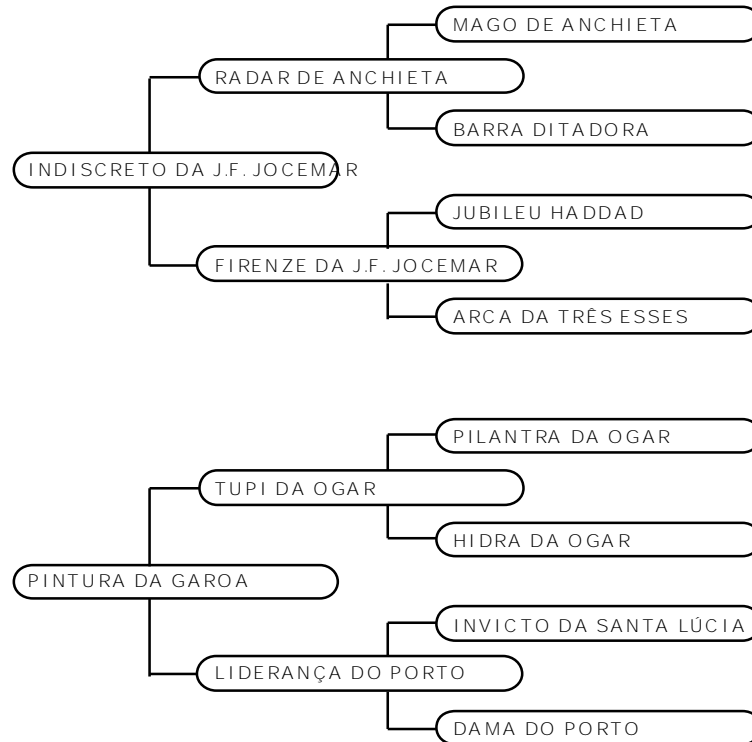 MAGO DE ANCHIETA
RADAR DE ANCHIETA
BARRA DITADORA
INDISCRETO DA J.F. JOCEMAR
JUBILEU HADDAD
FIRENZE DA J.F. JOCEMAR
ARCA DA TRÊS ESSES
PILANTRA DA OGAR
TUPI DA OGAR
HIDRA DA OGAR
PINTURA DA GAROA
INVICTO DA SANTA LÚCIA
LIDERANÇA DO PORTO
DAMA DO PORTO